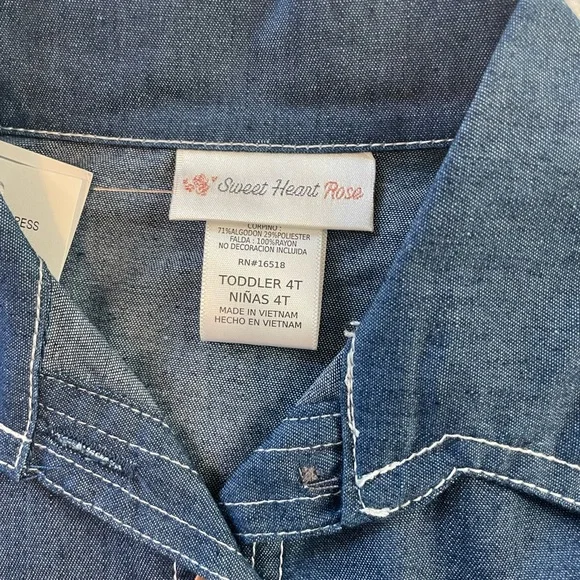 Sweet Heart Rose
CORPIÑO:
71%ALGODON 29%POLIESTER
FALDA : 100%RAYON
NO DECORACION INCLUIDA
RN#16518
TODDLER 4T
NIÑAS 4T
MADE IN VIETNAM
HECHO EN VIETNAM
RESS